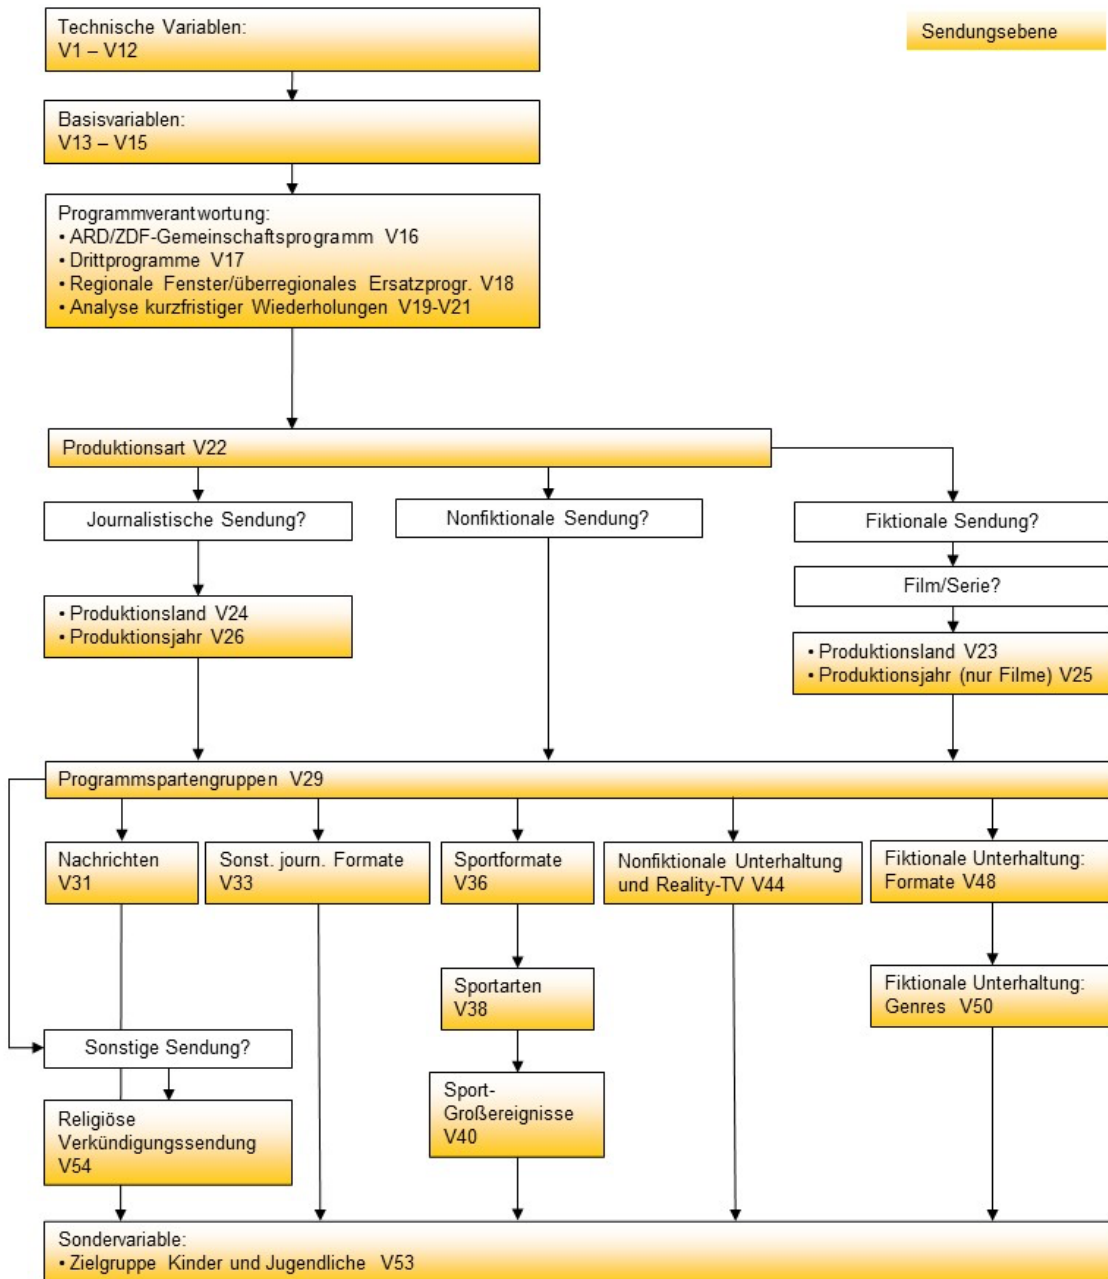 Technische Variablen:
V1 – V12
Sendungsebene
Basisvariablen:
V13 – V15
Programmverantwortung:
• ARD/ZDF-Gemeinschaftsprogramm V16
• Drittprogramme V17
• Regionale Fenster/überregionales Ersatzprogr. V18
• Analyse kurzfristiger Wiederholungen V19-V21
Produktionsart V22
Journalistische Sendung?
Nonfiktionale Sendung?
Fiktionale Sendung?
Film/Serie?
• Produktionsland V24
• Produktionsjahr V26
• Produktionsland V23
• Produktionsjahr (nur Filme) V25
Programmspartengruppen V29
Nachrichten
V31
Sonst. journ. Formate
V33
Sportformate
V36
Nonfiktionale Unterhaltung
und Reality-TV V44
Fiktionale Unterhaltung:
Formate V48
Sportarten
V38
Fiktionale Unterhaltung:
Genres V50
Sonstige Sendung?
Sport-
Großereignisse
V40
Religiöse
Verkündigungssendung
V54
Sondervariable:
• Zielgruppe Kinder und Jugendliche V53